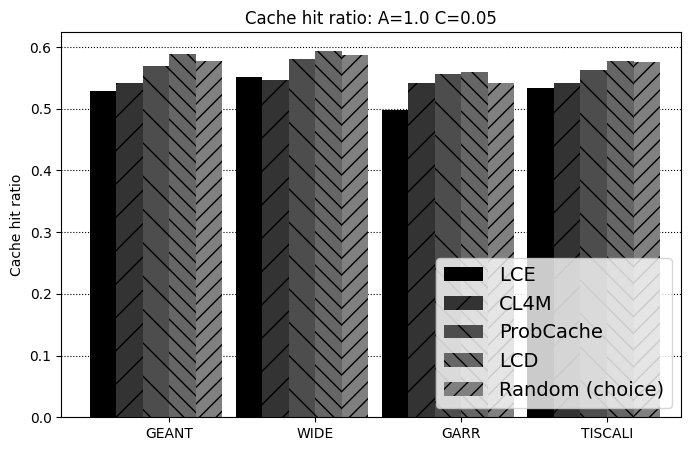 Cache hit ratio: A=1.0 C=0.05
Cache hit ratio
0.6
0.5
0.4
0.3
0.2
0.1
0.0
GEANT
WIDE
GARR
TISCALI
LCE
CL4M
ProbCache
LCD
Random (choice)